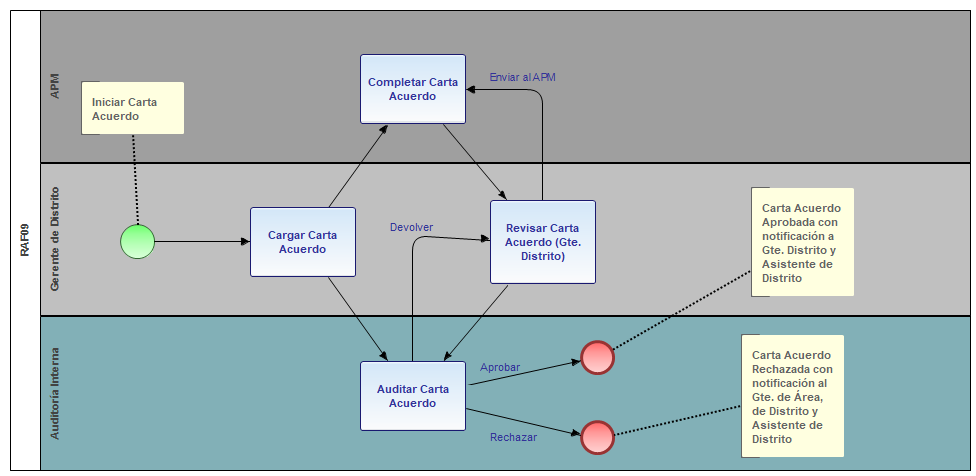 RAF09
APM
Iniciar Carta
Acuerdo
Completar Carta
Acuerdo
Enviar al APM
Gerente de Distrito
Cargar Carta
Acuerdo
Devolver
Revisar Carta
Acuerdo (Gte.
Distrito)
Carta Acuerdo
Aprobada con
notificación a
Gte. Distrito y
Asistente de
Distrito
Auditoría Interna
Auditar Carta
Acuerdo
Aprobar
Rechazar
Carta Acuerdo
Rechazada con
notificación al
Gte. de Área,
de Distrito y
Asistente de
Distrito